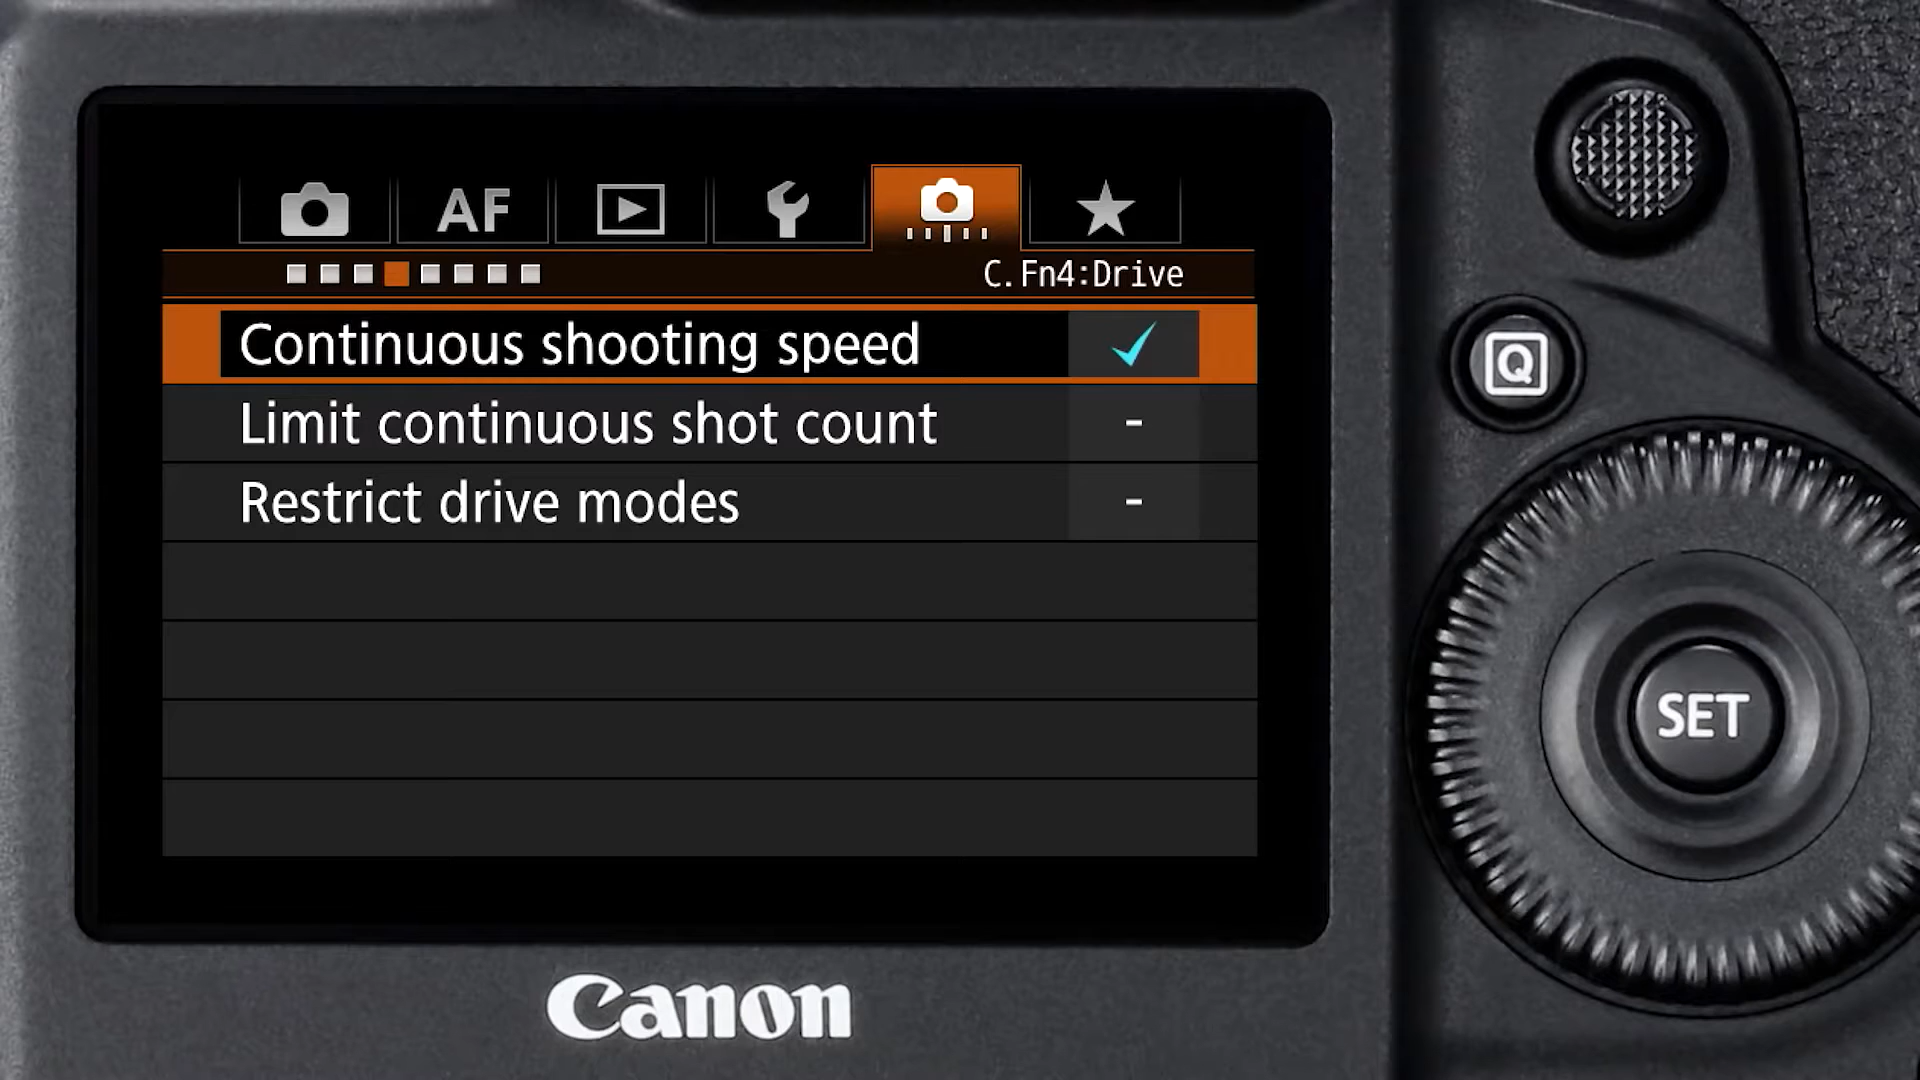 AF
C.Fn4:Drive
Continuous shooting speed
Limit continuous shot count -
Restrict drive modes -
Q
SET
Canon